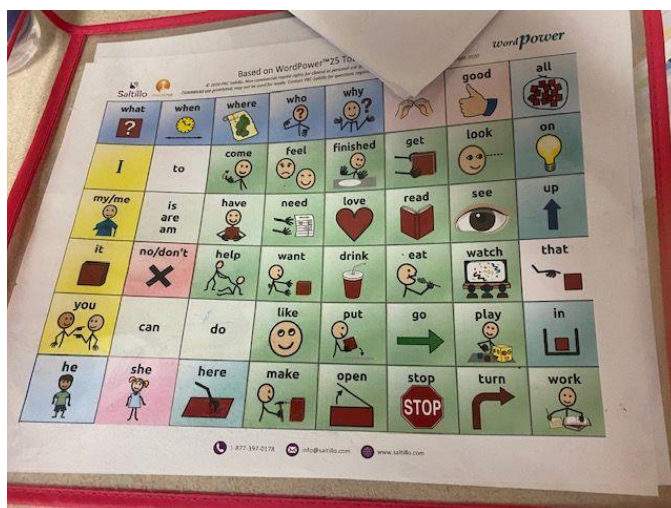 Based on WordPower™25 To
© 2020 PRC-Saltillo.
wordpower
Saltillo
what when where who why good all
?
I to come feel finished get look on
my/me is are am have need love read see up
it no/don't help want drink eat watch that
you can do like put go play in
he she here make open stop turn work
STOP
1-877-397-0178 info@saltillo.com www.saltillo.com